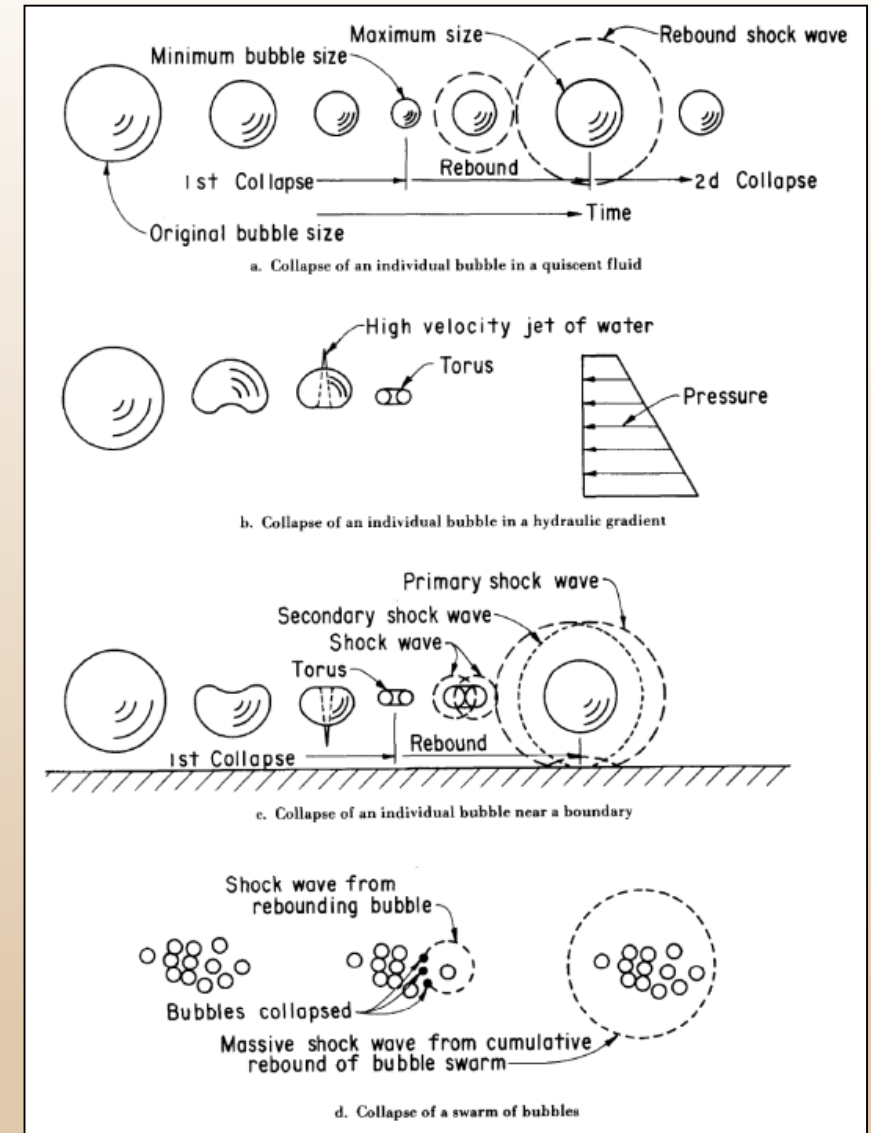 Maximum size
Rebound shock wave
Minimum bubble size
Rebound
1st Collapse
2d Collapse
Time
Original bubble size
a. Collapse of an individual bubble in a quiscent fluid
High velocity jet of water
Torus
Pressure
b. Collapse of an individual bubble in a hydraulic gradient
Primary shock wave
Secondary shock wave
Shock wave
Torus
Rebound
1st Collapse
c. Collapse of an individual bubble near a boundary
Shock wave from
rebounding bubble
Bubbles collapsed
Massive shock wave from cumulative
rebound of bubble swarm
d. Collapse of a swarm of bubbles